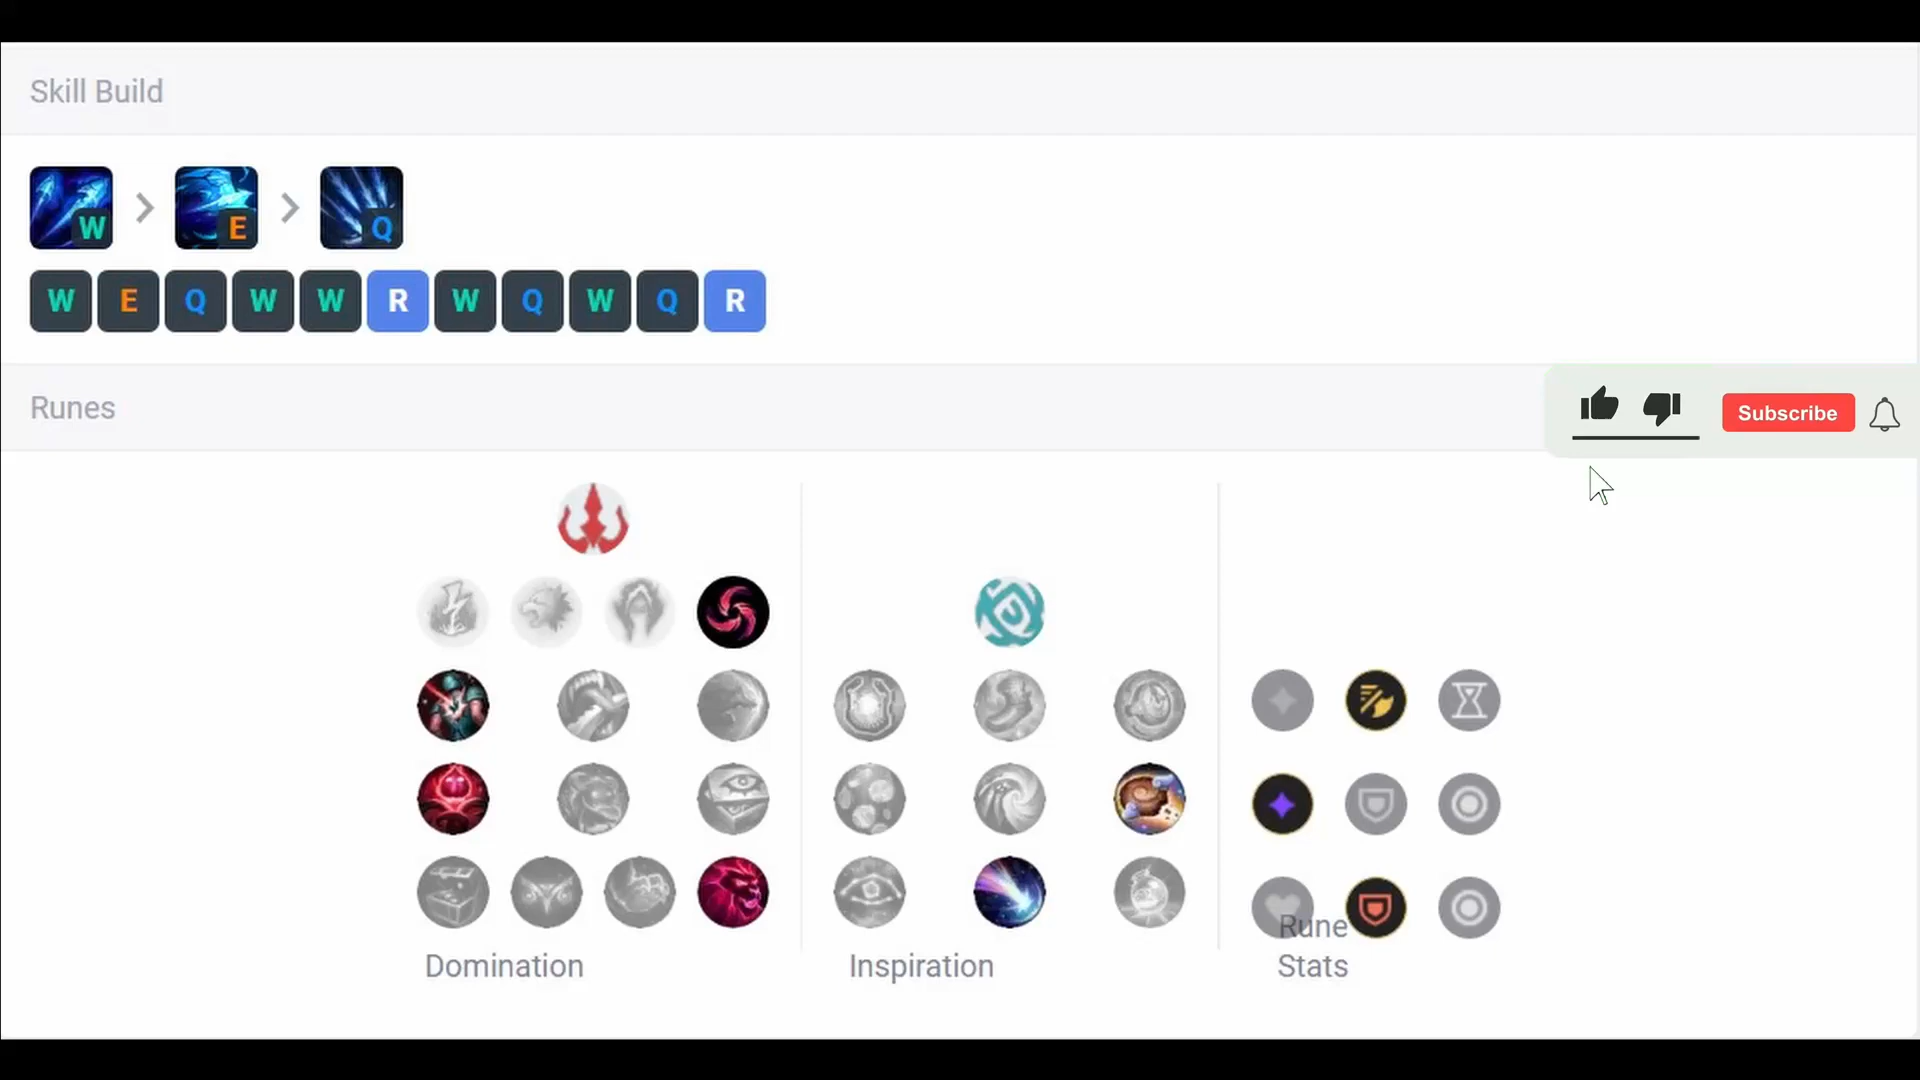 Skill Build
W E Q
W E Q W W R W Q W Q R
Runes
Subscribe
Domination
Inspiration
Rune
Stats